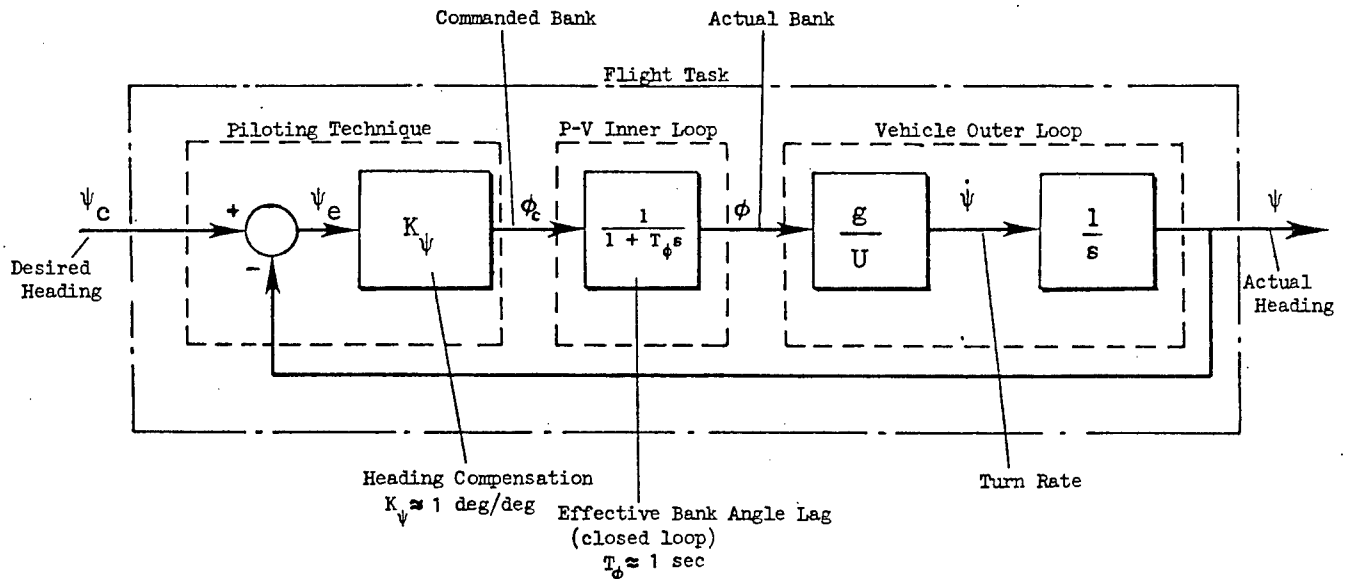 Commanded Bank
Actual Bank
Flight Task
Piloting Technique
P-V Inner Loop
Vehicle Outer Loop
ψc
+
-
ψe
Kψ
ϕc
1
1 + Tϕs
ϕ
g
U
ψ̇
1
s
ψ
Desired
Heading
Actual
Heading
Heading Compensation
Kψ ≈ 1 deg/deg
Effective Bank Angle Lag
(closed loop)
Tϕ ≈ 1 sec
Turn Rate